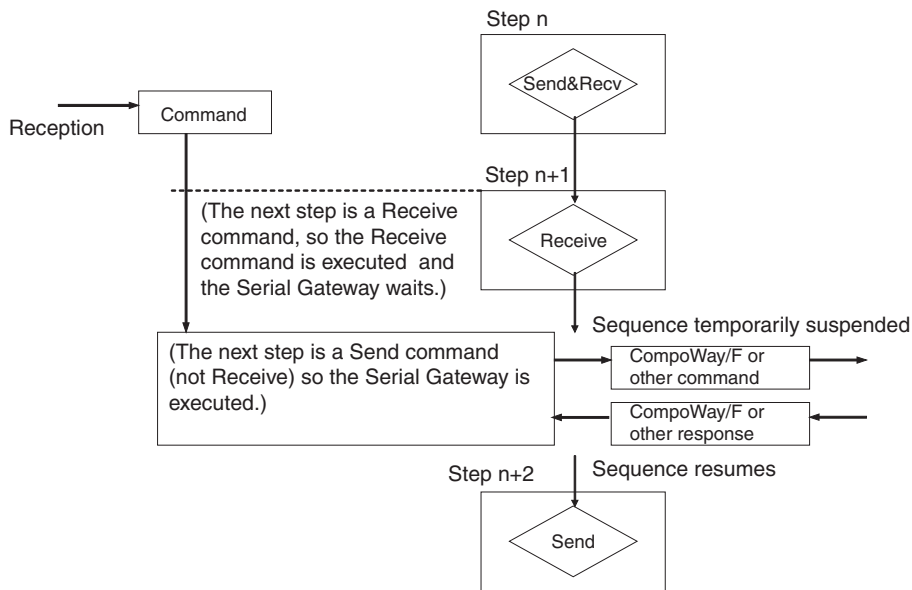 Step n
Send&Recv
Command
Reception
Step n+1
(The next step is a Receive
command, so the Receive
command is executed and
the Serial Gateway waits.)
Receive
Sequence temporarily suspended
(The next step is a Send command
(not Receive) so the Serial Gateway is
executed.)
CompoWay/F or
other command
CompoWay/F or
other response
Step n+2
Sequence resumes
Send